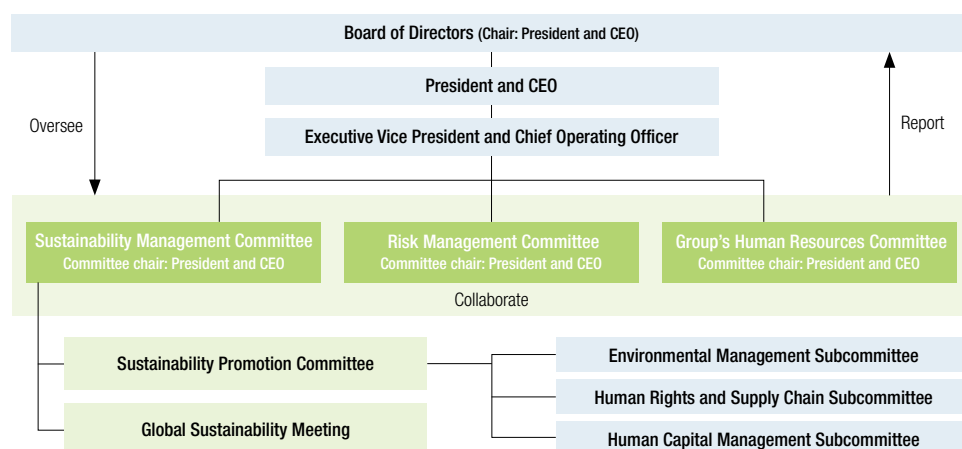 Board of Directors (Chair: President and CEO)
President and CEO
Oversee
Executive Vice President and Chief Operating Officer
Report
Sustainability Management Committee
Committee chair: President and CEO
Risk Management Committee
Committee chair: President and CEO
Group's Human Resources Committee
Committee chair: President and CEO
Collaborate
Sustainability Promotion Committee
Environmental Management Subcommittee
Human Rights and Supply Chain Subcommittee
Global Sustainability Meeting
Human Capital Management Subcommittee